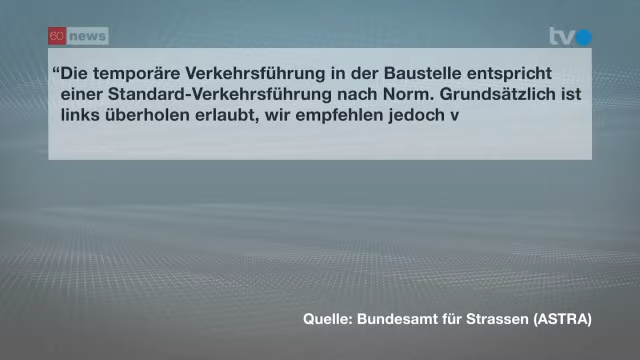 60 news
tvo
“Die temporäre Verkehrsführung in der Baustelle entspricht
einer Standard-Verkehrsführung nach Norm. Grundsätzlich ist
links überholen erlaubt, wir empfehlen jedoch v
Quelle: Bundesamt für Strassen (ASTRA)